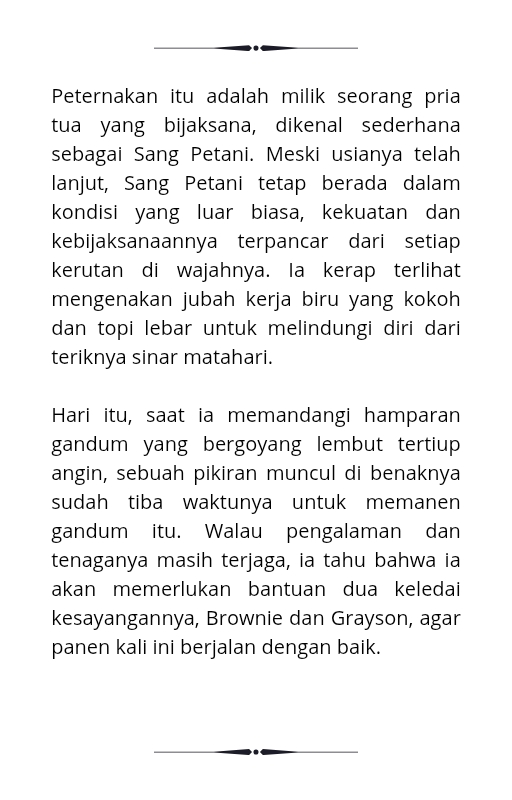 Peternakan itu adalah milik seorang pria
tua yang bijaksana, dikenal sederhana
sebagai Sang Petani. Meski usianya telah
lanjut, Sang Petani tetap berada dalam
kondisi yang luar biasa, kekuatan dan
kebijaksanaannya terpancar dari setiap
kerutan di wajahnya. Ia kerap terlihat
mengenakan jubah kerja biru yang kokoh
dan topi lebar untuk melindungi diri dari
teriknya sinar matahari.
Hari itu, saat ia memandangi hamparan
gandum yang bergoyang lembut tertiup
angin, sebuah pikiran muncul di benaknya
sudah tiba waktunya untuk memanen
gandum itu. Walau pengalaman dan
tenaganya masih terjaga, ia tahu bahwa ia
akan memerlukan bantuan dua keledai
kesayangannya, Brownie dan Grayson, agar
panen kali ini berjalan dengan baik.